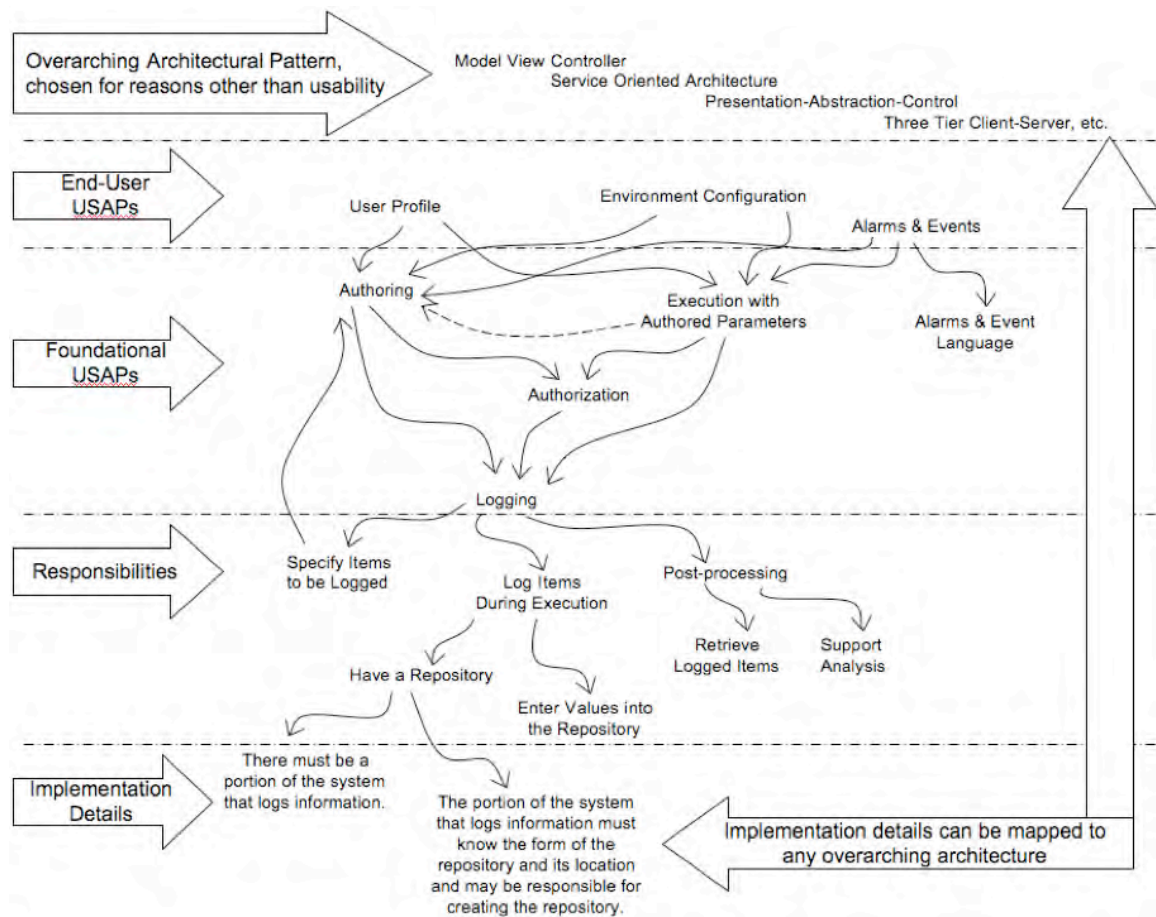 Overarching Architectural Pattern,
chosen for reasons other than usability
Model View Controller
Service Oriented Architecture
Presentation-Abstraction-Control
Three Tier Client-Server, etc.
End-User
USAPs
User Profile
Environment Configuration
Alarms & Events
Foundational
USAPs
Authoring
Execution with
Authored Parameters
Alarms & Event
Language
Authorization
Logging
Responsibilities
Specify Items
to be Logged
Log Items
During Execution
Post-processing
Retrieve
Logged Items
Support
Analysis
Have a Repository
Enter Values into
the Repository
Implementation
Details
There must be a
portion of the system
that logs information.
The portion of the system
that logs information must
know the form of the
repository and its location
and may be responsible for
creating the repository.
Implementation details can be mapped to
any overarching architecture